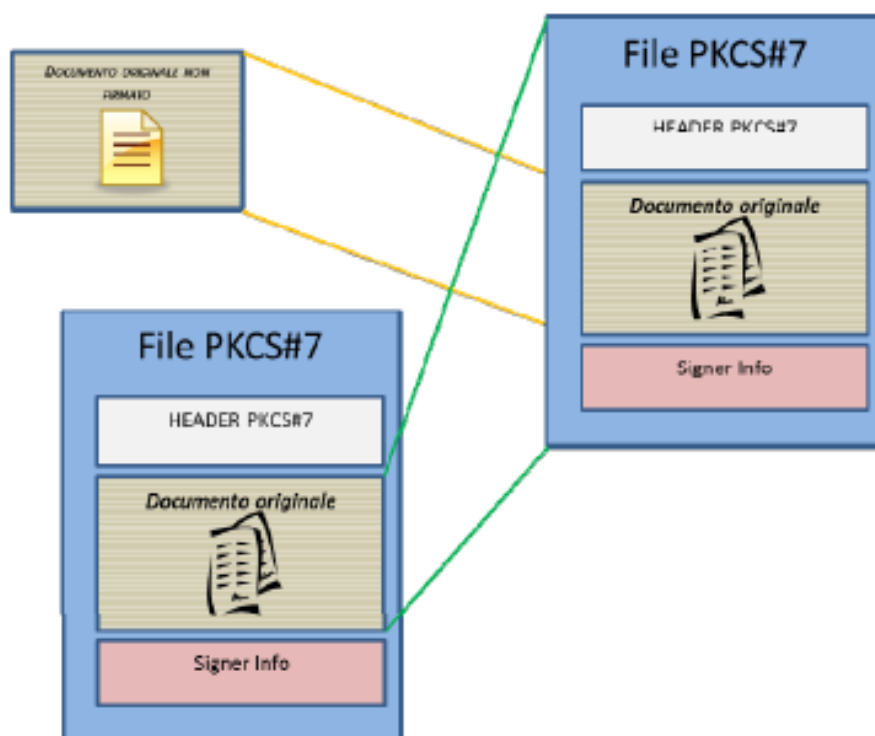 DOCUMENTO ORIGINALE NON
FIRMATO
File PKCS#7
HEADER PKCS#7
Documento originale
Signer Info
File PKCS#7
HEADER PKCS#7
Documento originale
Signer Info